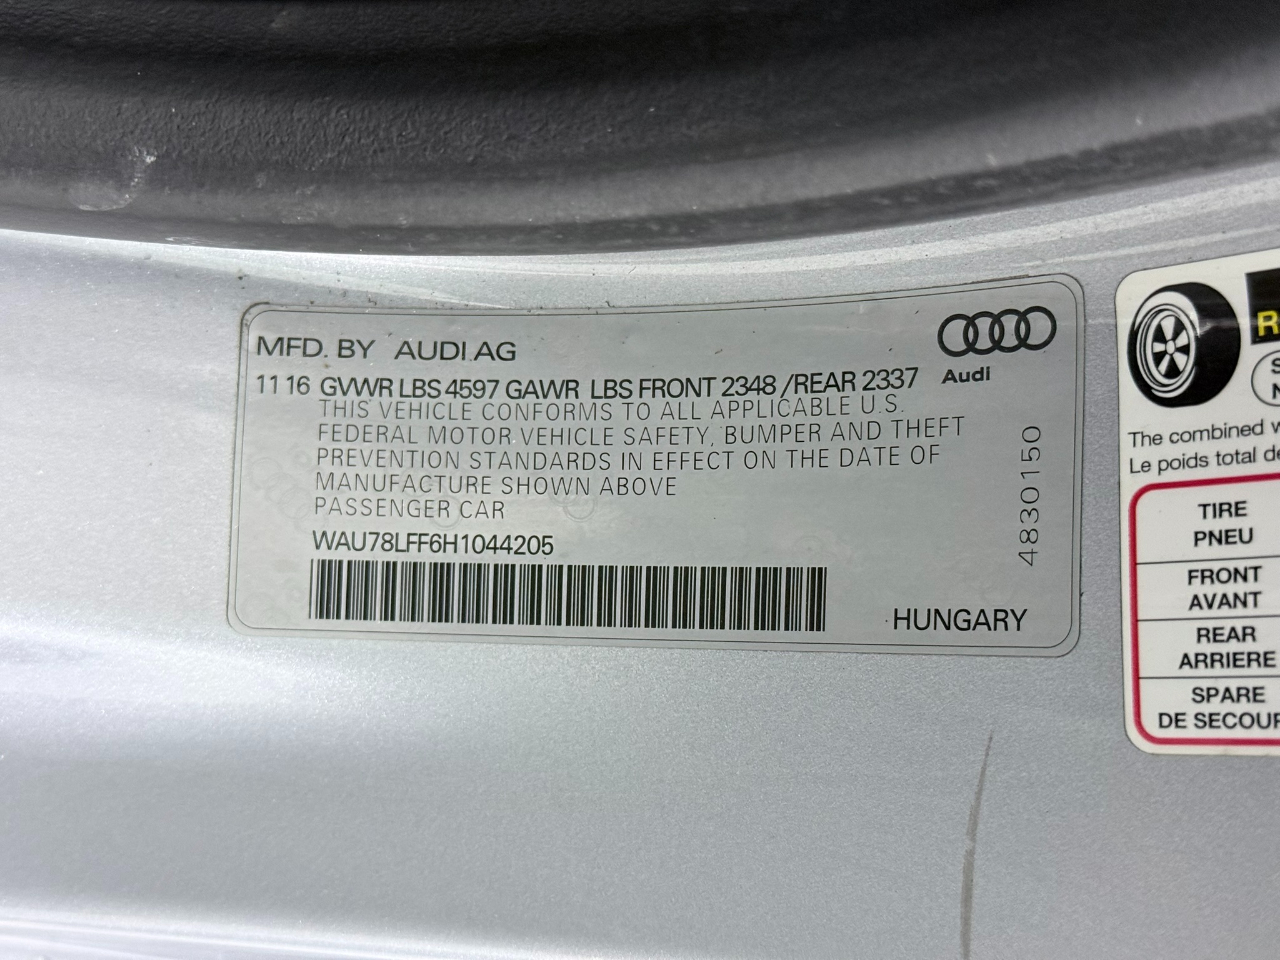 MFD. BY AUDI AG
Audi
11 16 GVWR LBS 4597 GAWR LBS FRONT 2348 /REAR 2337
THIS VEHICLE CONFORMS TO ALL APPLICABLE U.S.
FEDERAL MOTOR VEHICLE SAFETY, BUMPER AND THEFT
PREVENTION STANDARDS IN EFFECT ON THE DATE OF
MANUFACTURE SHOWN ABOVE
PASSENGER CAR
WAU78LFF6H1044205
HUNGARY
4830150
The combined
Le poids total
TIRE
PNEU
FRONT
AVANT
REAR
ARRIERE
SPARE
DE